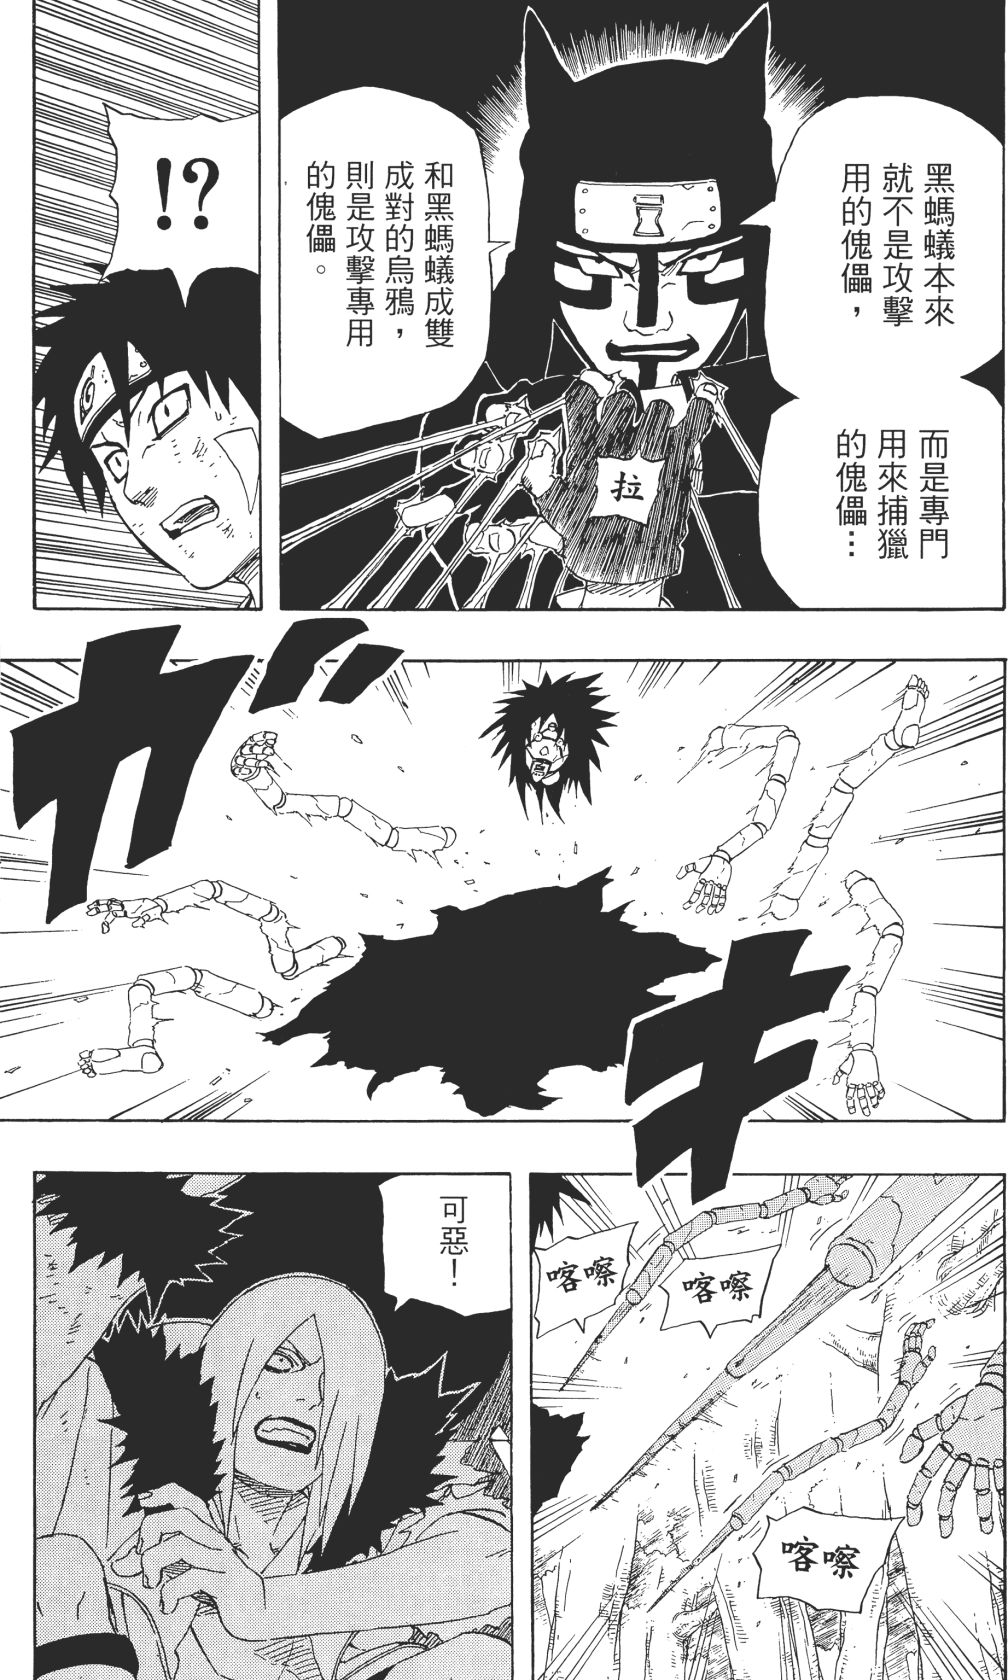 黑螞蟻本來
就不是攻擊
用的傀儡，
而是專門
用來捕獵
的傀儡…
拉
和黑螞蟻成雙
成對的烏鴉，
則是攻擊專用
的傀儡。
!?
ガ
キ
喀嚓
喀嚓
喀嚓
可惡！